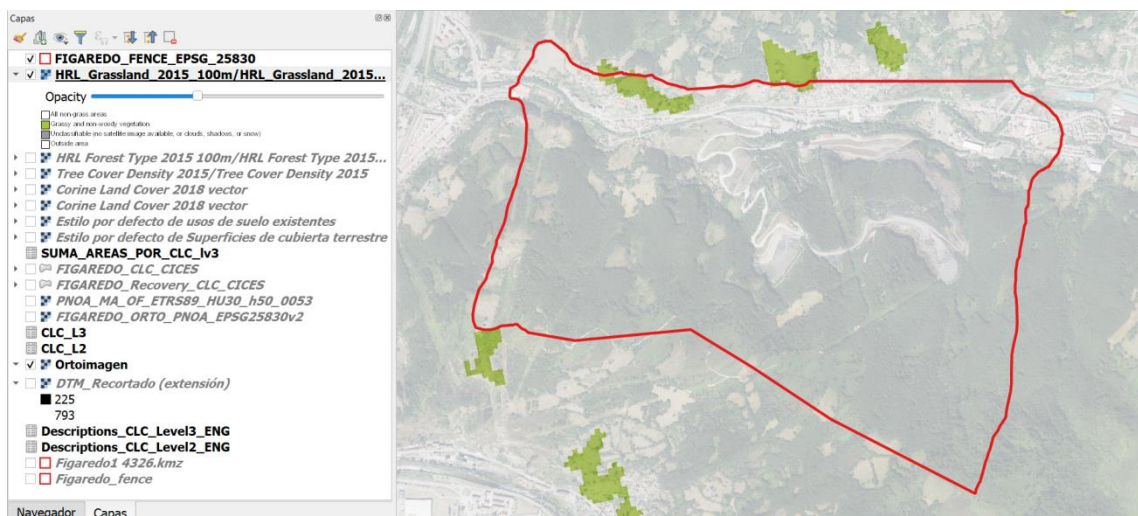 Capas
FIGAREDO_FENCE_EPSG_25830
HRL_Grassland_2015_100m/HRL_Grassland_2015...
Opacity
All non-grass areas
Grassy and non-woody vegetation
Unclassifiable (no satellite image available, or clouds, shadows, or snow)
Outside area
HRL Forest Type 2015 100m/HRL Forest Type 2015...
Tree Cover Density 2015/Tree Cover Density 2015
Corine Land Cover 2018 vector
Corine Land Cover 2018 vector
Estilo por defecto de usos de suelo existentes
Estilo por defecto de Superficies de cubierta terrestre
SUMA_AREAS_POR_CLC_lv3
FIGAREDO_CLC_CICES
FIGAREDO_Recovery_CLC_CICES
PNOA_MA_OF_ETRS89_HU30_h50_0053
FIGAREDO_ORTO_PNOA_EPSG25830v2
CLC_L3
CLC_L2
Ortoimagen
DTM_Recortado (extensión)
225
793
Descriptions_CLC_Level3_ENG
Descriptions_CLC_Level2_ENG
Figaredo1 4326.kmz
Figaredo_fence
Navegador Capas